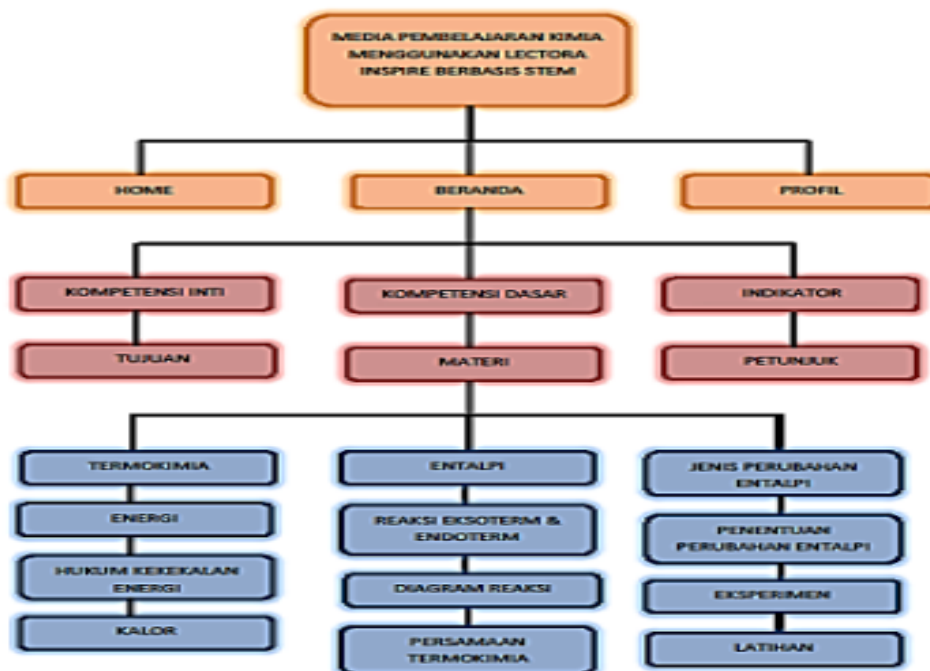 MEDIA PEMBELAJARAN KIMIA
MENGGUNAKAN LECTORA
INSPIRE BERBASIS STEM
HOME
BERANDA
PROFIL
KOMPETENSI INTI
KOMPETENSI DASAR
INDIKATOR
TUJUAN
MATERI
PETUNJUK
TERMOKIMIA
ENTALPI
JENIS PERUBAHAN
ENTALPI
ENERGI
REAKSI EKSOTERM &
ENDOTERM
PENENTUAN
PERUBAHAN ENTALPI
HUKUM KEKEKALAN
ENERGI
DIAGRAM REAKSI
EKSPERIMEN
KALOR
PERSAMAAN
TERMOKIMIA
LATIHAN